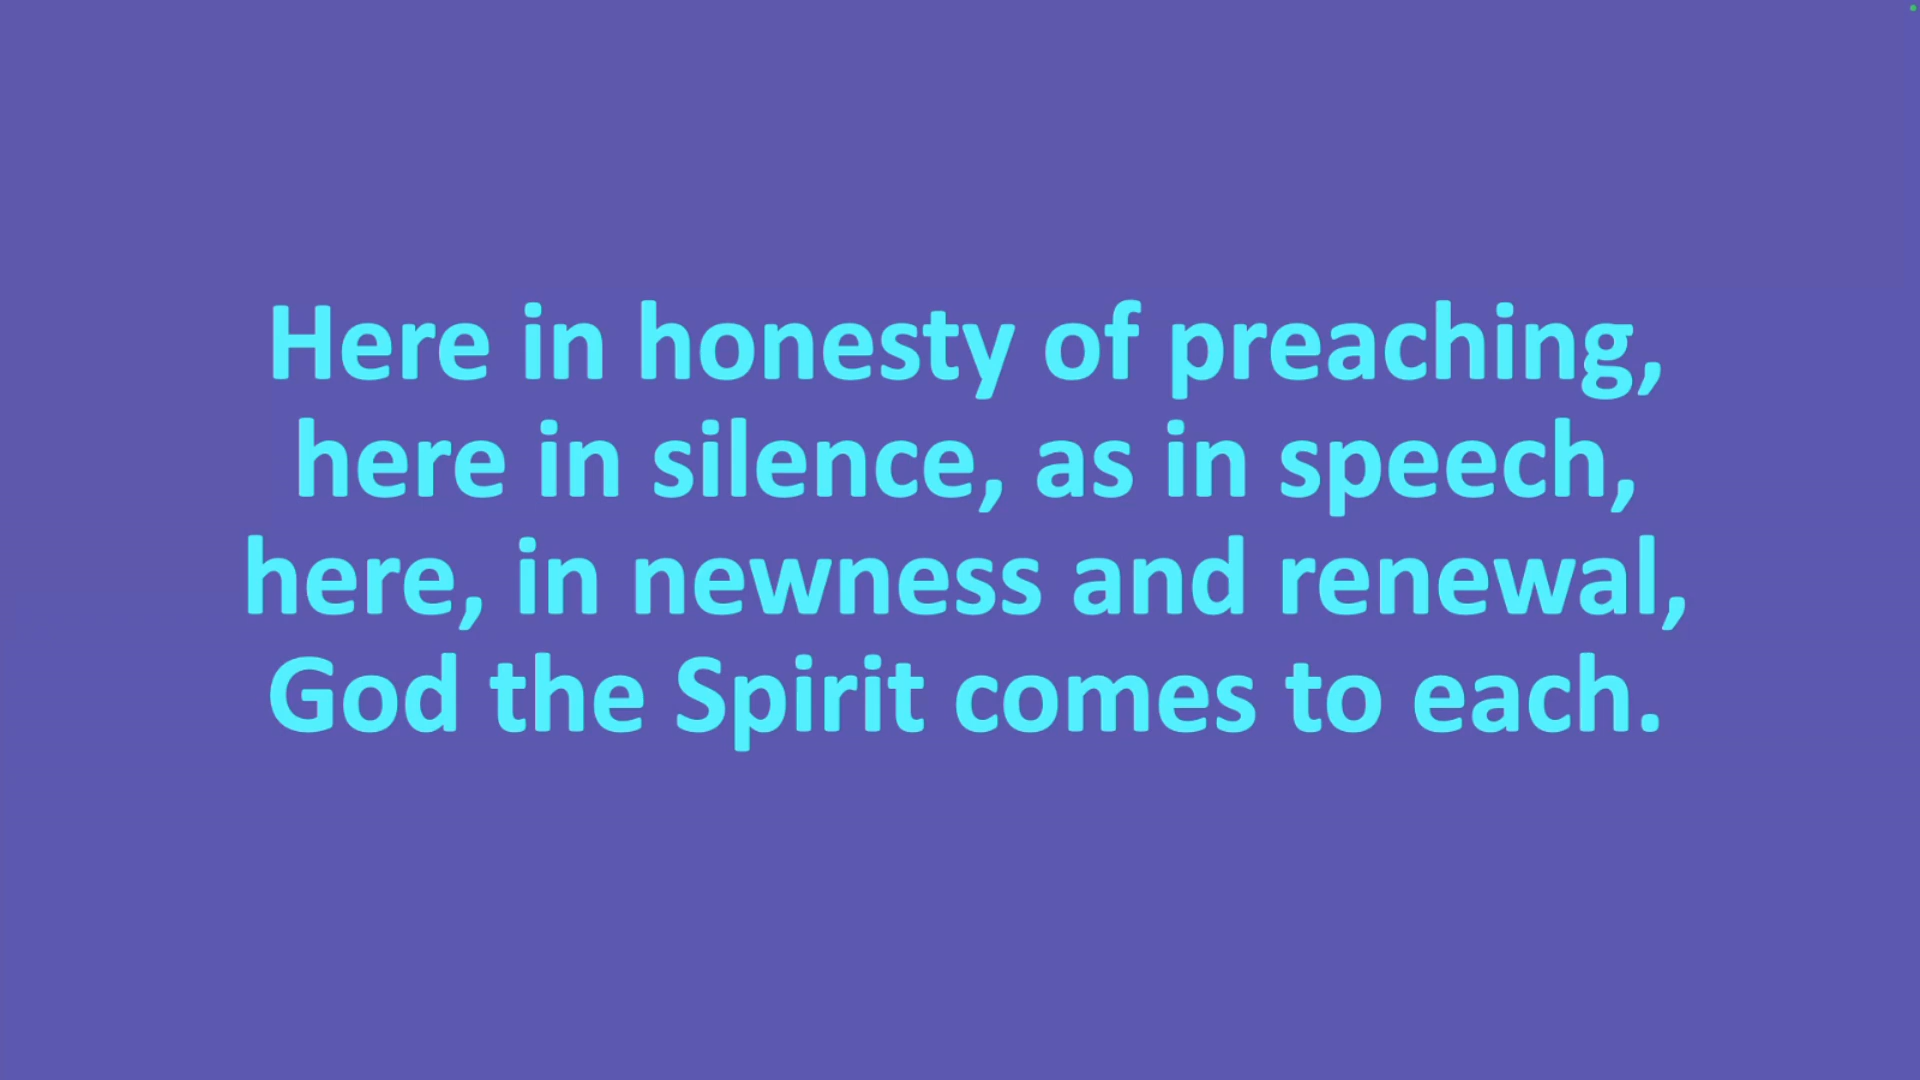 Here in honesty of preaching,
here in silence, as in speech,
here, in newness and renewal,
God the Spirit comes to each.